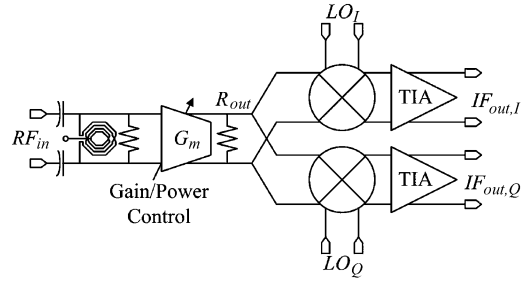 LO_I
R_out
TIA
IF_out,I
RF_in
G_m
Gain/Power
Control
TIA
IF_out,Q
LO_Q